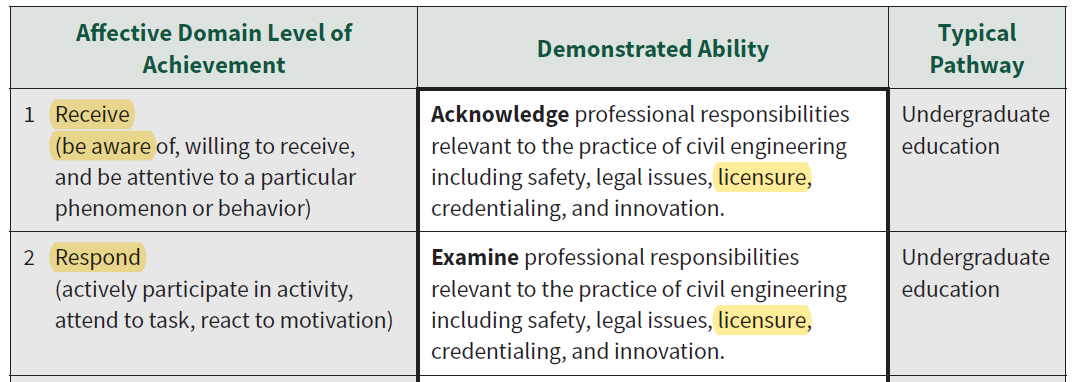 Affective Domain Level of
Achievement
Demonstrated Ability
Typical
Pathway
1 Receive
(be aware of, willing to receive,
and be attentive to a particular
phenomenon or behavior)
Acknowledge professional responsibilities
relevant to the practice of civil engineering
including safety, legal issues, licensure,
credentialing, and innovation.
Undergraduate
education
2 Respond
(actively participate in activity,
attend to task, react to motivation)
Examine professional responsibilities
relevant to the practice of civil engineering
including safety, legal issues, licensure,
credentialing, and innovation.
Undergraduate
education